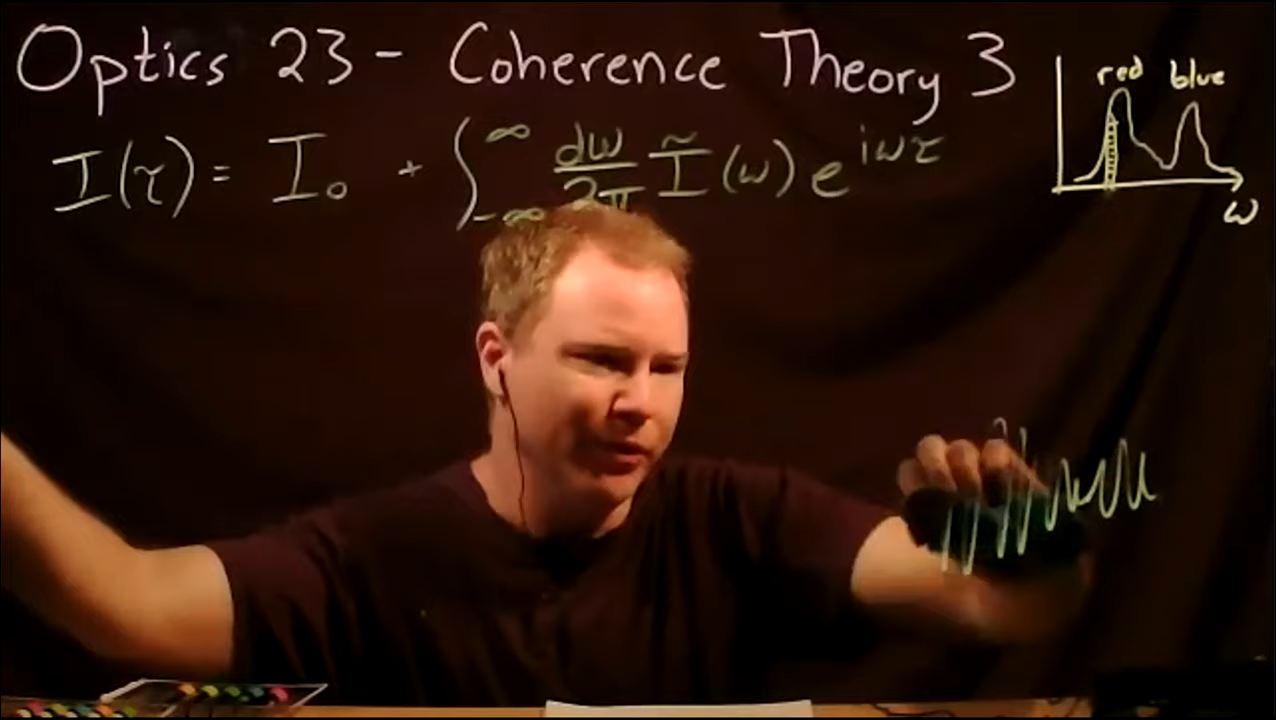 Optics 23 - Coherence Theory 3
I(τ) = I₀ + ∫_{-∞}^{∞} dω/2π Ĩ(ω) e^{iωτ}
red blue
ω